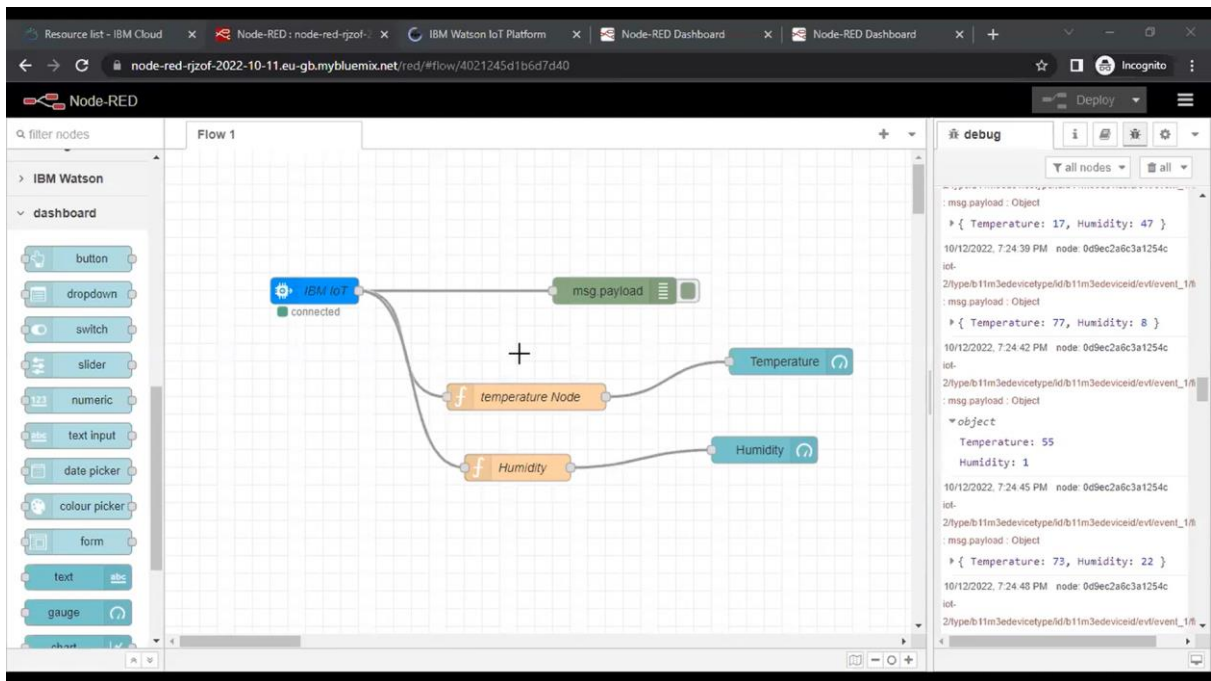 Resource list - IBM Cloud
Node-RED : node-red-rjzof-2
IBM Watson IoT Platform
Node-RED Dashboard
Node-RED Dashboard
node-red-rjzof-2022-10-11.eu-gb.mybluemix.net/red/#flow/4021245d1b6d7d40
Incognito
Node-RED
Deploy
filter nodes
Flow 1
debug
i
all nodes
all
IBM Watson
dashboard
button
dropdown
switch
slider
123 numeric
abc text input
date picker
colour picker
form
text abc
gauge
chart
IBM IoT
connected
msg.payload
f temperature Node
Temperature
f Humidity
Humidity
: msg.payload : Object
{ Temperature: 17, Humidity: 47 }
10/12/2022, 7:24:39 PM node: 0d9ec2a6c3a1254c
iot-
2/type/b11m3edevicetype/id/b11m3edeviceid/evt/event_1/
: msg.payload : Object
{ Temperature: 77, Humidity: 8 }
10/12/2022, 7:24:42 PM node: 0d9ec2a6c3a1254c
iot-
2/type/b11m3edevicetype/id/b11m3edeviceid/evt/event_1/
: msg.payload : Object
object
Temperature: 55
Humidity: 1
10/12/2022, 7:24:45 PM node: 0d9ec2a6c3a1254c
iot-
2/type/b11m3edevicetype/id/b11m3edeviceid/evt/event_1/
: msg.payload : Object
{ Temperature: 73, Humidity: 22 }
10/12/2022, 7:24:48 PM node: 0d9ec2a6c3a1254c
iot-
2/type/b11m3edevicetype/id/b11m3edeviceid/evt/event_1/